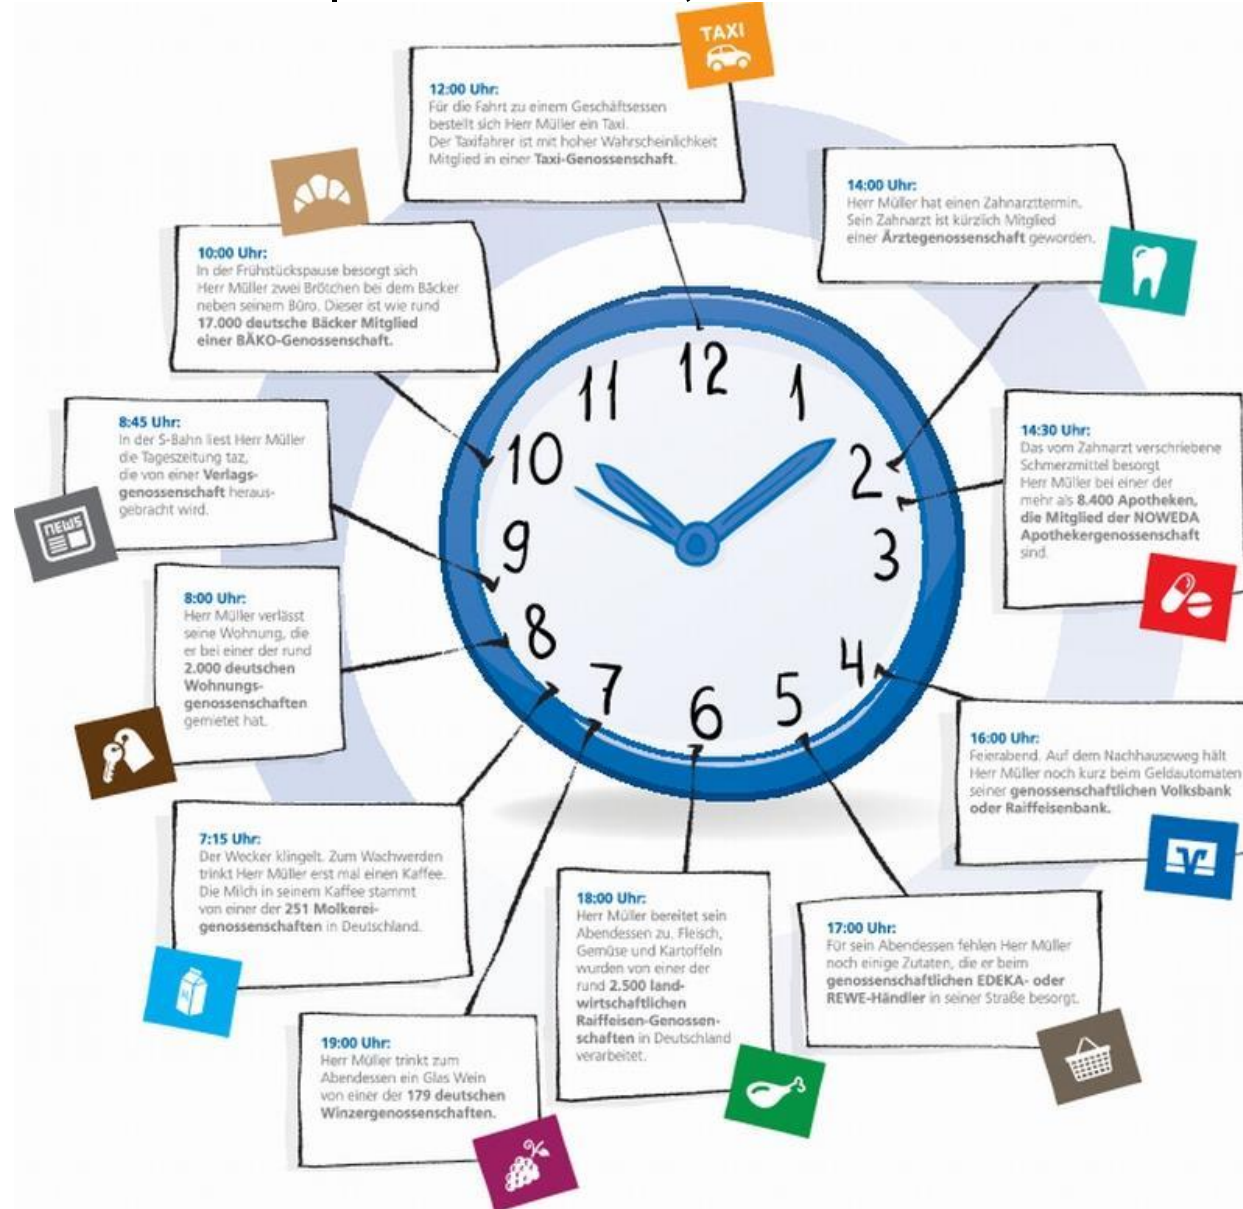 TAXI
12:00 Uhr:
Für die Fahrt zu einem Geschäftsessen
bestellt sich Herr Müller ein Taxi.
Der Taxifahrer ist mit hoher Wahrscheinlichkeit
Mitglied in einer Taxi-Genossenschaft.
14:00 Uhr:
Herr Müller hat einen Zahnarzttermin.
Sein Zahnarzt ist kürzlich Mitglied
einer Ärztegenossenschaft geworden.
10:00 Uhr:
In der Frühstückspause besorgt sich
Herr Müller zwei Brötchen bei dem Bäcker
neben seinem Büro. Dieser ist wie rund
17.000 deutsche Bäcker Mitglied
einer BÄKO-Genossenschaft.
8:45 Uhr:
In der S-Bahn liest Herr Müller
die Tageszeitung taz,
die von einer Verlags-
genossenschaft heraus-
gebracht wird.
NEWS
14:30 Uhr:
Das vom Zahnarzt verschriebene
Schmerzmittel besorgt
Herr Müller bei einer der
mehr als 8.400 Apotheken,
die Mitglied der NOWEDA
Apothekergenossenschaft
sind.
12
1
2
3
4
5
6
7
8
9
10
11
8:00 Uhr:
Herr Müller verlässt
seine Wohnung, die
er bei einer der rund
2.000 deutschen
Wohnungs-
genossenschaften
gemietet hat.
16:00 Uhr:
Feierabend. Auf dem Nachhauseweg hält
Herr Müller noch kurz beim Geldautomaten
seiner genossenschaftlichen Volksbank
oder Raiffeisenbank.
7:15 Uhr:
Der Wecker klingelt. Zum Wachwerden
trinkt Herr Müller erst mal einen Kaffee.
Die Milch in seinem Kaffee stammt
von einer der 251 Molkerei-
genossenschaften in Deutschland.
18:00 Uhr:
Herr Müller bereitet sein
Abendessen zu. Fleisch,
Gemüse und Kartoffeln
wurden von einer der
rund 2.500 land-
wirtschaftlichen
Raiffeisen-Genossen-
schaften in Deutschland
verarbeitet.
17:00 Uhr:
Für sein Abendessen fehlen Herr Müller
noch einige Zutaten, die er beim
genossenschaftlichen EDEKA- oder
REWE-Händler in seiner Straße besorgt.
19:00 Uhr:
Herr Müller trinkt zum
Abendessen ein Glas Wein
von einer der 179 deutschen
Winzergenossenschaften.